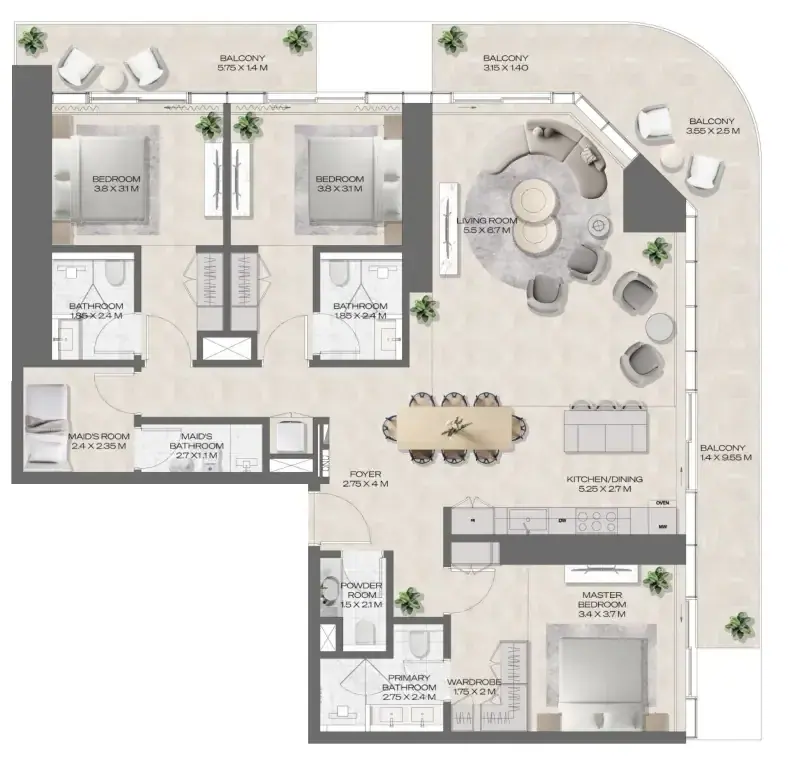 BALCONY
5.75 X 1.4 M
BALCONY
3.15 X 1.40
BALCONY
3.55 X 2.5 M
BEDROOM
3.8 X 3.1 M
BEDROOM
3.8 X 3.1 M
LIVING ROOM
5.5 X 6.7 M
BATHROOM
1.85 X 2.4 M
BATHROOM
1.85 X 2.4 M
MAID'S ROOM
2.4 X 2.35 M
MAID'S
BATHROOM
2.7 X 1.1 M
FOYER
2.75 X 4 M
KITCHEN/DINING
5.25 X 2.7 M
BALCONY
1.4 X 9.55 M
OVEN
DW
MW
POWDER
ROOM
1.5 X 2.1 M
MASTER
BEDROOM
3.4 X 3.7 M
PRIMARY
BATHROOM
2.75 X 2.4 M
WARDROBE
1.75 X 2 M